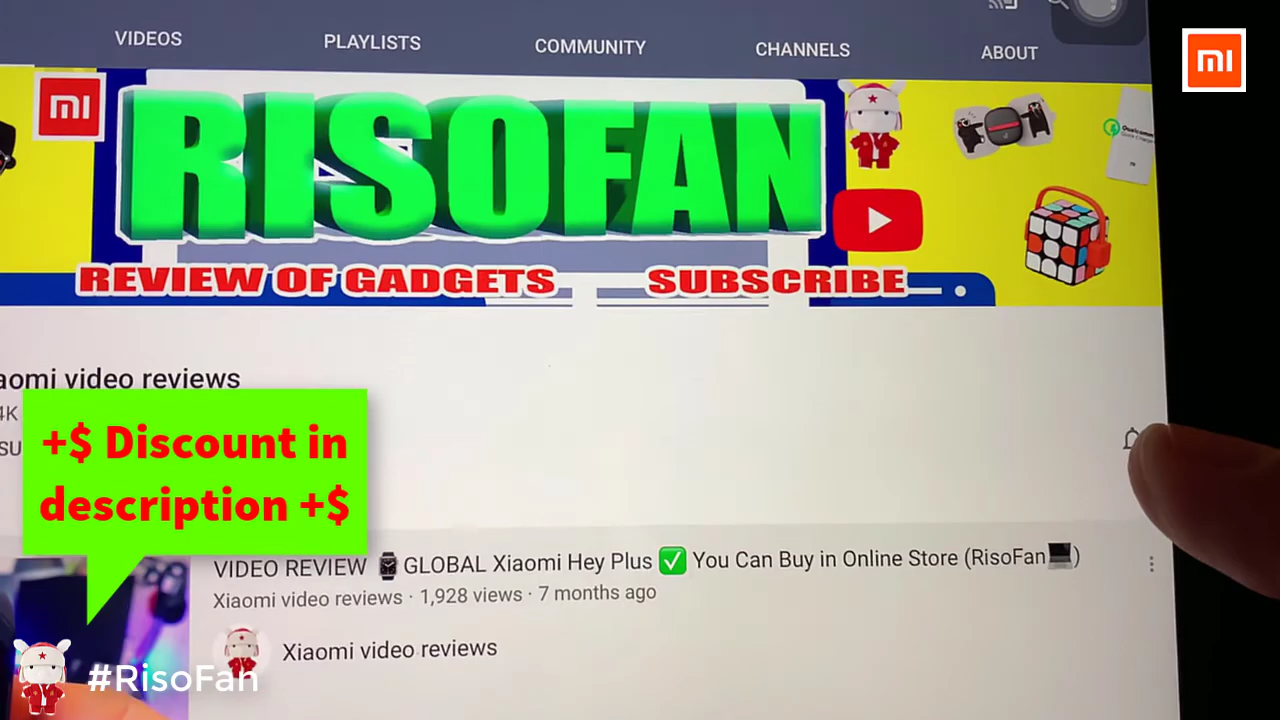 VIDEOS PLAYLISTS COMMUNITY CHANNELS ABOUT
mi
mi
RISOFAN
REVIEW OF GADGETS SUBSCRIBE
aomi video reviews
4K
SU
+$ Discount in
description +$
VIDEO REVIEW ⌚GLOBAL Xiaomi Hey Plus ✅ You Can Buy in Online Store (RisoFan💻)
Xiaomi video reviews · 1,928 views · 7 months ago
Xiaomi video reviews
#RisoFan